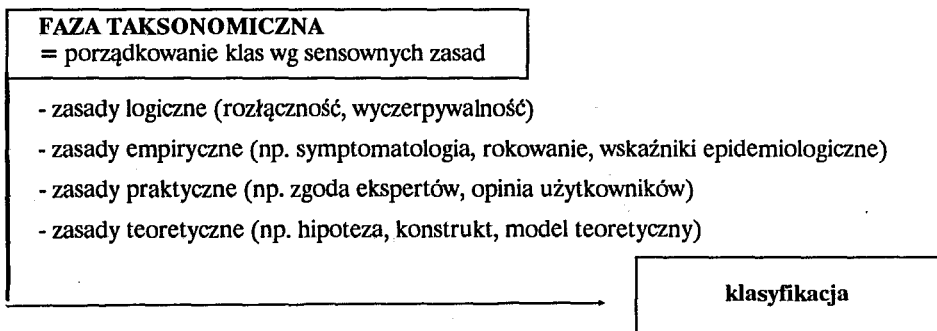 FAZA TAKSONOMICZNA
= porządkowanie klas wg sensownych zasad
- zasady logiczne (rozłączność, wyczerpywalność)
- zasady empiryczne (np. symptomatologia, rokowanie, wskaźniki epidemiologiczne)
- zasady praktyczne (np. zgoda ekspertów, opinia użytkowników)
- zasady teoretyczne (np. hipoteza, konstrukt, model teoretyczny)
klasyfikacja